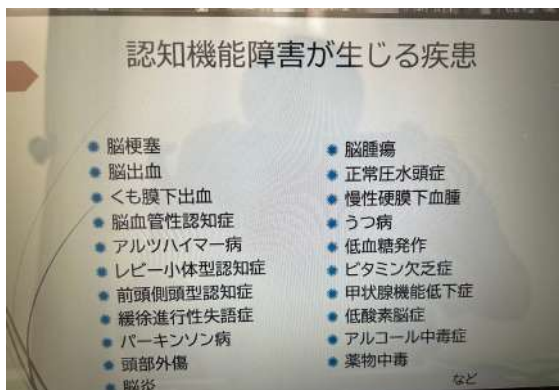 認知機能障害が生じる疾患
脳梗塞
脳出血
くも膜下出血
脳血管性認知症
アルツハイマー病
レビー小体型認知症
前頭側頭型認知症
緩徐進行性失語症
パーキンソン病
頭部外傷
脳炎
脳腫瘍
正常圧水頭症
慢性硬膜下血腫
うつ病
低血糖発作
ビタミン欠乏症
甲状腺機能低下症
低酸素脳症
アルコール中毒症
薬物中毒
など